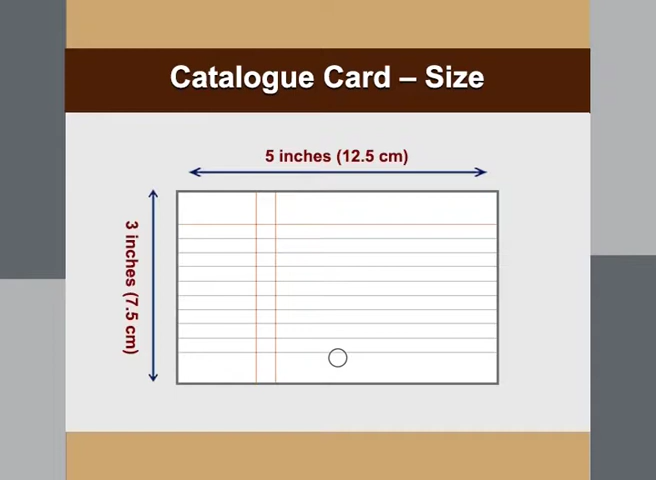 Catalogue Card – Size
5 inches (12.5 cm)
3 inches (7.5 cm)